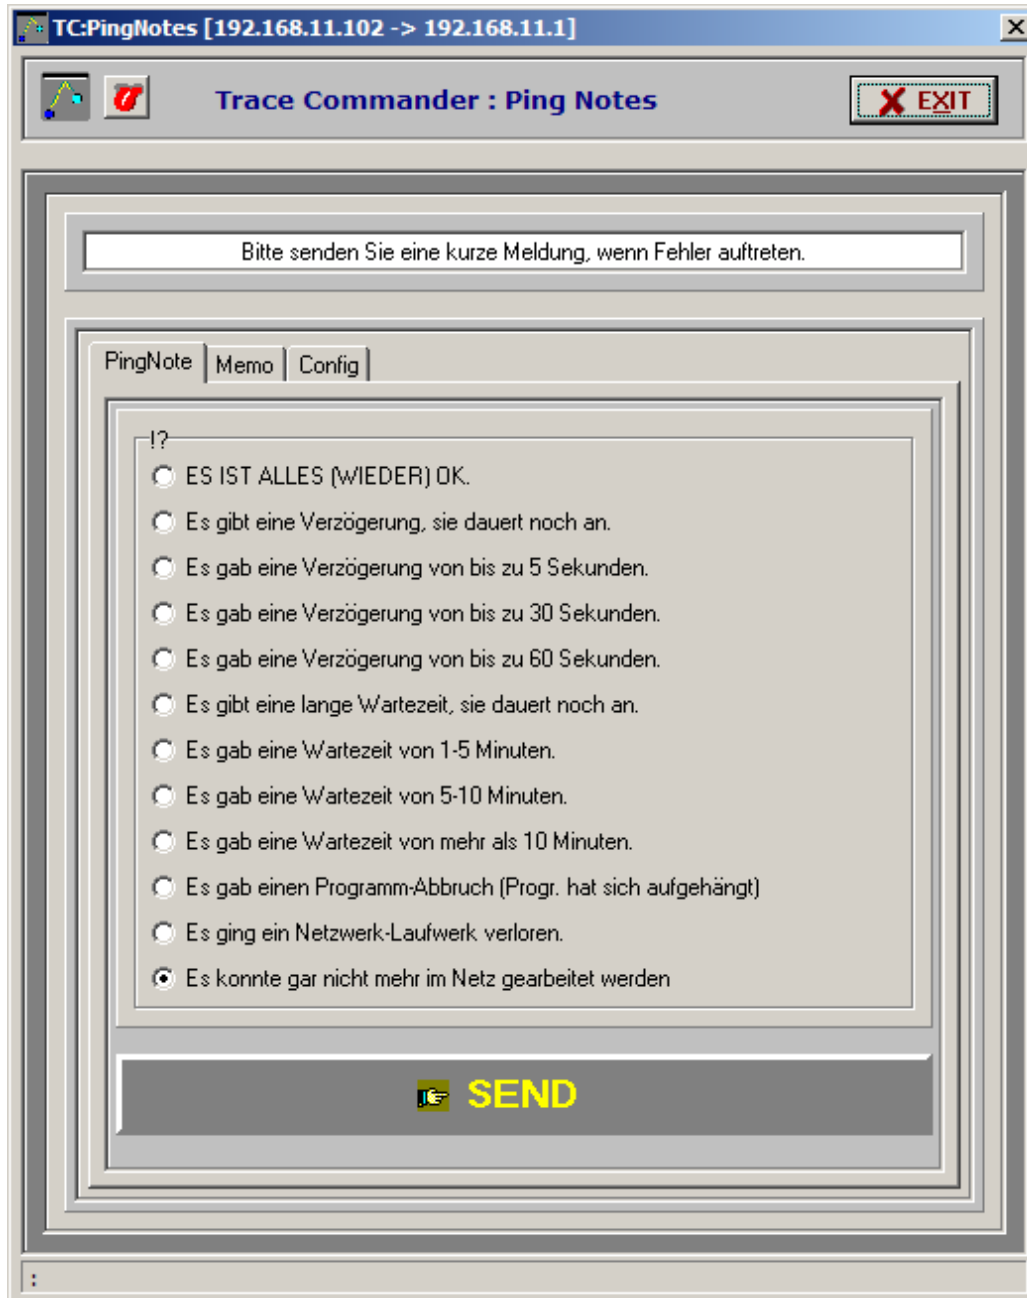 TC:PingNotes [192.168.11.102 -> 192.168.11.1]
Trace Commander : Ping Notes
EXIT
Bitte senden Sie eine kurze Meldung, wenn Fehler auftreten.
PingNote Memo Config
!?
ES IST ALLES (WIEDER) OK.
Es gibt eine Verzögerung, sie dauert noch an.
Es gab eine Verzögerung von bis zu 5 Sekunden.
Es gab eine Verzögerung von bis zu 30 Sekunden.
Es gab eine Verzögerung von bis zu 60 Sekunden.
Es gibt eine lange Wartezeit, sie dauert noch an.
Es gab eine Wartezeit von 1-5 Minuten.
Es gab eine Wartezeit von 5-10 Minuten.
Es gab eine Wartezeit von mehr als 10 Minuten.
Es gab einen Programm-Abbruch (Progr. hat sich aufgehängt)
Es ging ein Netzwerk-Laufwerk verloren.
Es konnte gar nicht mehr im Netz gearbeitet werden
SEND
: